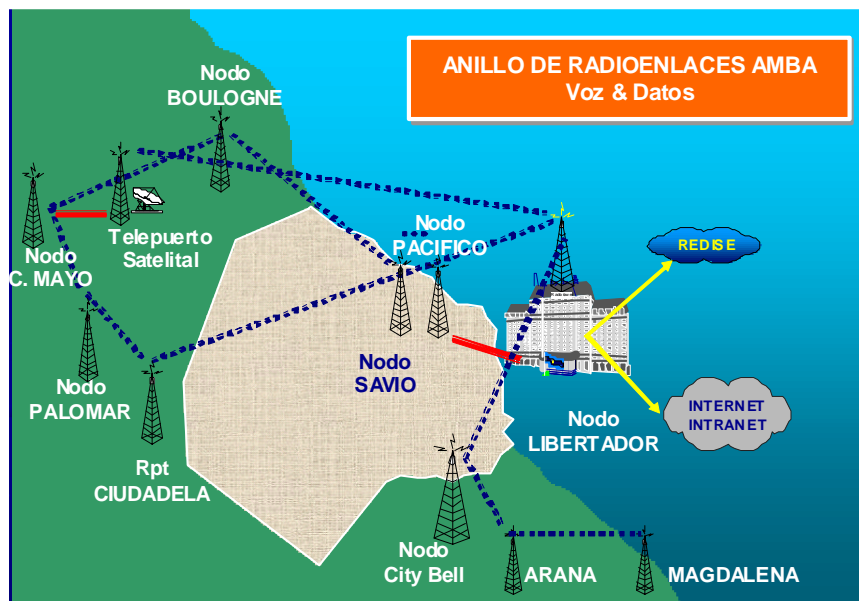 ANILLO DE RADIOENLACES AMBA
Voz & Datos
Nodo
BOULOGNE
Telepuerto
Satelital
Nodo
C. MAYO
Nodo
PACIFICO
REDISE
Nodo
PALOMAR
Nodo
SAVIO
INTERNET
INTRANET
Nodo
LIBERTADOR
Rpt
CIUDADELA
Nodo
City Bell
ARANA
MAGDALENA